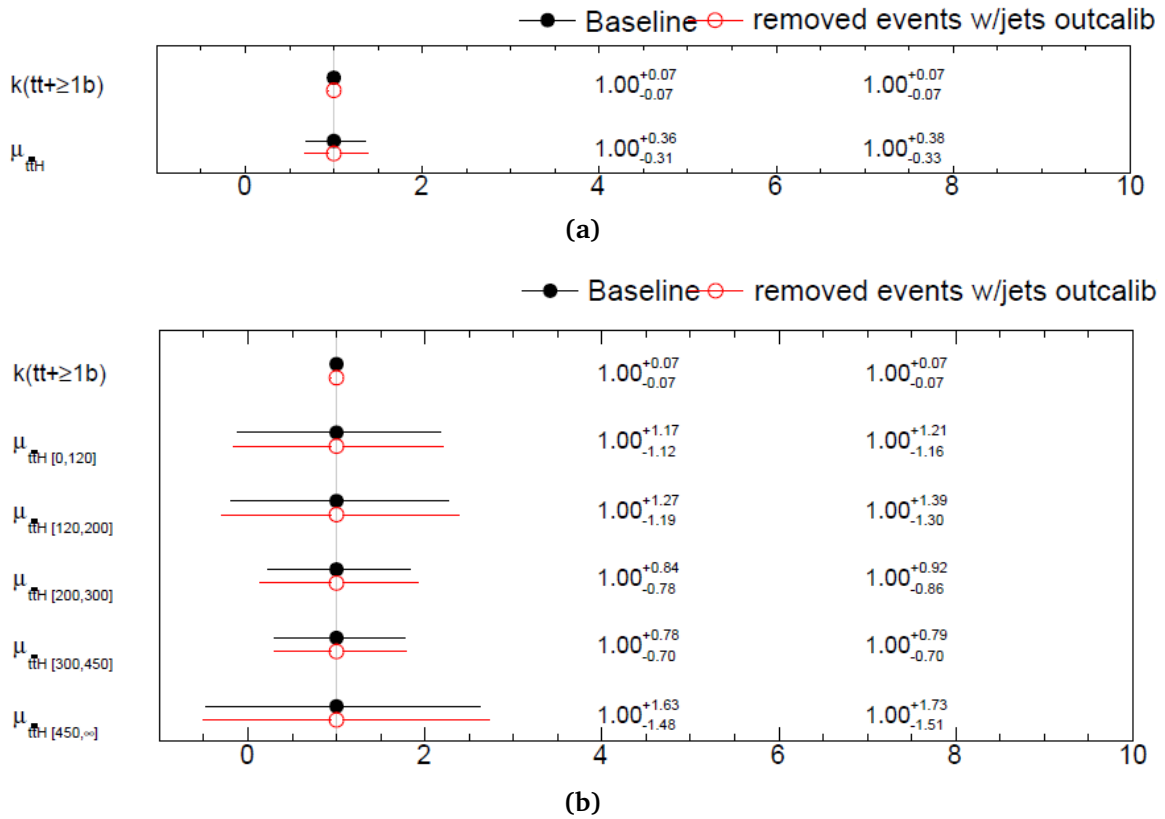 Baseline removed events w/jets outcalib
k(tt+≥1b) 1.00 +0.07 -0.07 1.00 +0.07 -0.07
μ tt̄H 1.00 +0.36 -0.31 1.00 +0.38 -0.33
0 2 4 6 8 10
(a)
Baseline removed events w/jets outcalib
k(tt+≥1b) 1.00 +0.07 -0.07 1.00 +0.07 -0.07
μ tt̄H [0,120] 1.00 +1.17 -1.12 1.00 +1.21 -1.16
μ tt̄H [120,200] 1.00 +1.27 -1.19 1.00 +1.39 -1.30
μ tt̄H [200,300] 1.00 +0.84 -0.78 1.00 +0.92 -0.86
μ tt̄H [300,450] 1.00 +0.78 -0.70 1.00 +0.79 -0.70
μ tt̄H [450,∞] 1.00 +1.63 -1.48 1.00 +1.73 -1.51
0 2 4 6 8 10
(b)